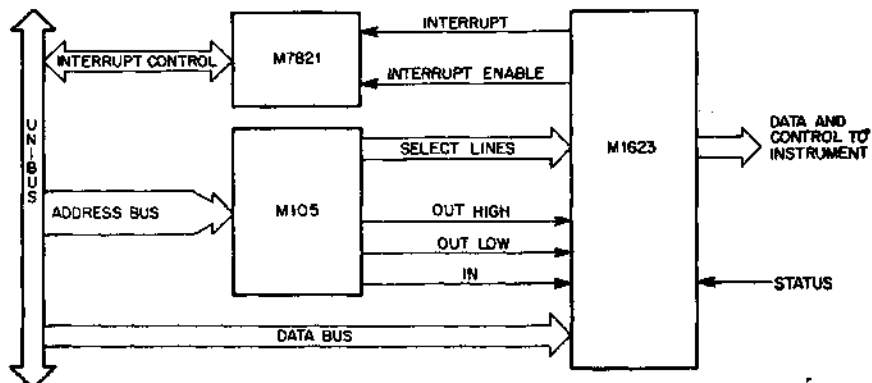 INTERRUPT
M7821
INTERRUPT CONTROL
INTERRUPT ENABLE
UNIBUS
DATA AND
CONTROL TO
INSTRUMENT
M1623
SELECT LINES
M105
ADDRESS BUS
OUT HIGH
OUT LOW
IN
STATUS
DATA BUS